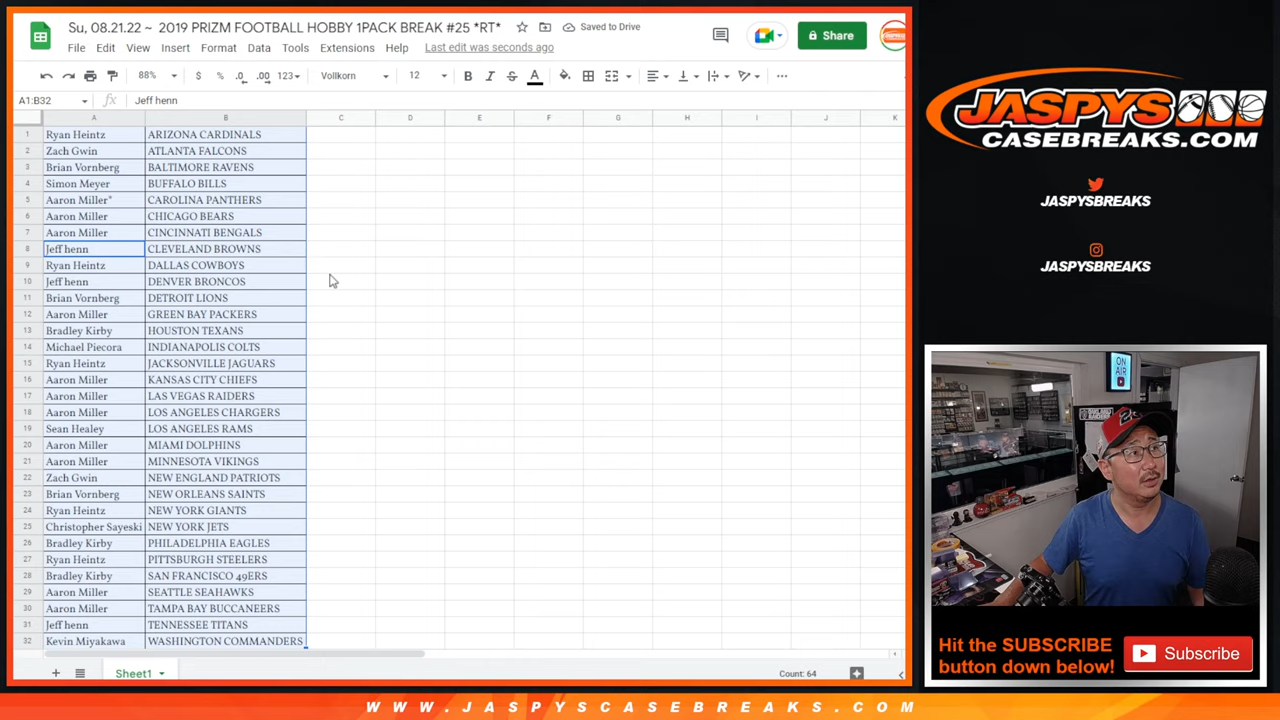 Su, 08.21.22 ~ 2019 PRIZM FOOTBALL HOBBY 1PACK BREAK #25 *RT*
Saved to Drive
File Edit View Insert Format Data Tools Extensions Help Last edit was seconds ago
Share
88% $ % .0 .00 123 Vollkorn 12 B I S A
A1:B32 fx Jeff henn
A B C D E F G H I J K
1 Ryan Heintz ARIZONA CARDINALS
2 Zach Gwin ATLANTA FALCONS
3 Brian Vornberg BALTIMORE RAVENS
4 Simon Meyer BUFFALO BILLS
5 Aaron Miller* CAROLINA PANTHERS
6 Aaron Miller CHICAGO BEARS
7 Aaron Miller CINCINNATI BENGALS
8 Jeff henn CLEVELAND BROWNS
9 Ryan Heintz DALLAS COWBOYS
10 Jeff henn DENVER BRONCOS
11 Brian Vornberg DETROIT LIONS
12 Aaron Miller GREEN BAY PACKERS
13 Bradley Kirby HOUSTON TEXANS
14 Michael Piecora INDIANAPOLIS COLTS
15 Ryan Heintz JACKSONVILLE JAGUARS
16 Aaron Miller KANSAS CITY CHIEFS
17 Aaron Miller LAS VEGAS RAIDERS
18 Aaron Miller LOS ANGELES CHARGERS
19 Sean Healey LOS ANGELES RAMS
20 Aaron Miller MIAMI DOLPHINS
21 Aaron Miller MINNESOTA VIKINGS
22 Zach Gwin NEW ENGLAND PATRIOTS
23 Brian Vornberg NEW ORLEANS SAINTS
24 Ryan Heintz NEW YORK GIANTS
25 Christopher Sayeski NEW YORK JETS
26 Bradley Kirby PHILADELPHIA EAGLES
27 Ryan Heintz PITTSBURGH STEELERS
28 Bradley Kirby SAN FRANCISCO 49ERS
29 Aaron Miller SEATTLE SEAHAWKS
30 Aaron Miller TAMPA BAY BUCCANEERS
31 Jeff henn TENNESSEE TITANS
32 Kevin Miyakawa WASHINGTON COMMANDERS
Sheet1
Count: 64
JASPYS
CASEBREAKS.COM
JASPYSBREAKS
JASPYSBREAKS
ON
AIR
Hit the SUBSCRIBE
button down below!
Subscribe
WWW.JASPYSCASEBREAKS.COM